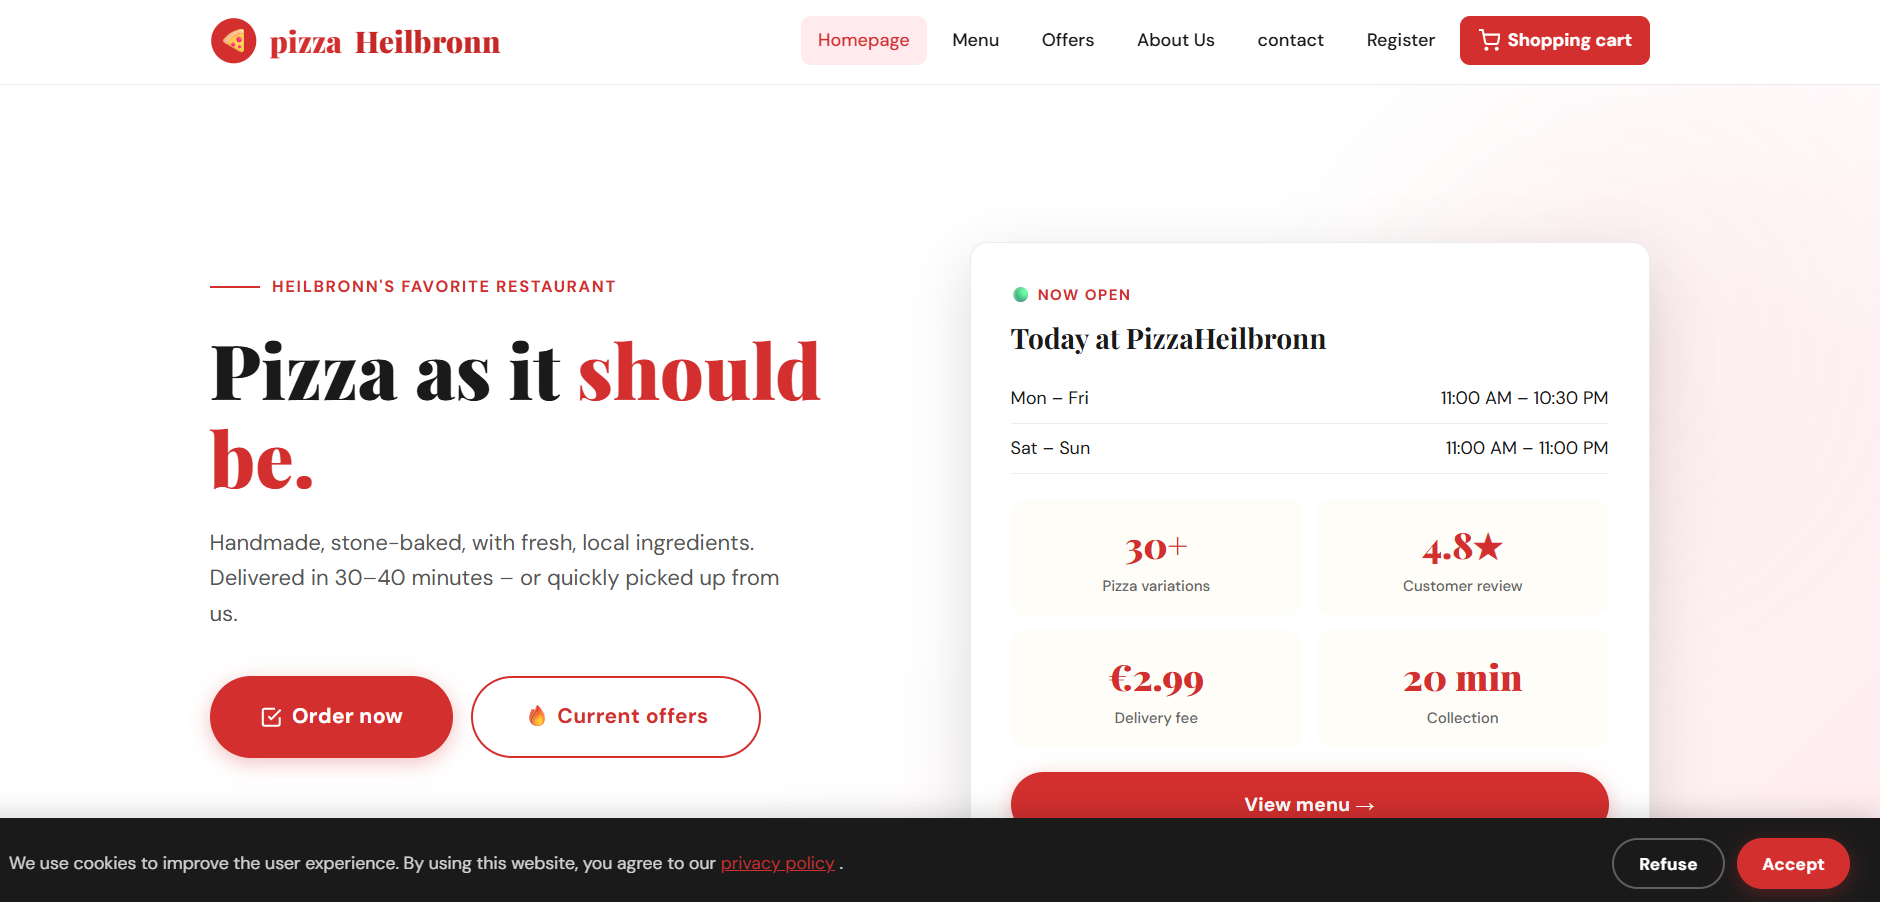 pizza Heilbronn
Homepage
Menu
Offers
About Us
contact
Register
Shopping cart
HEILBRONN'S FAVORITE RESTAURANT
Pizza as it should
be.
Handmade, stone-baked, with fresh, local ingredients.
Delivered in 30–40 minutes – or quickly picked up from
us.
Order now
Current offers
NOW OPEN
Today at PizzaHeilbronn
Mon – Fri 11:00 AM – 10:30 PM
Sat – Sun 11:00 AM – 11:00 PM
30+
Pizza variations
4.8★
Customer review
€2.99
Delivery fee
20 min
Collection
View menu →
We use cookies to improve the user experience. By using this website, you agree to our privacy policy .
Refuse
Accept